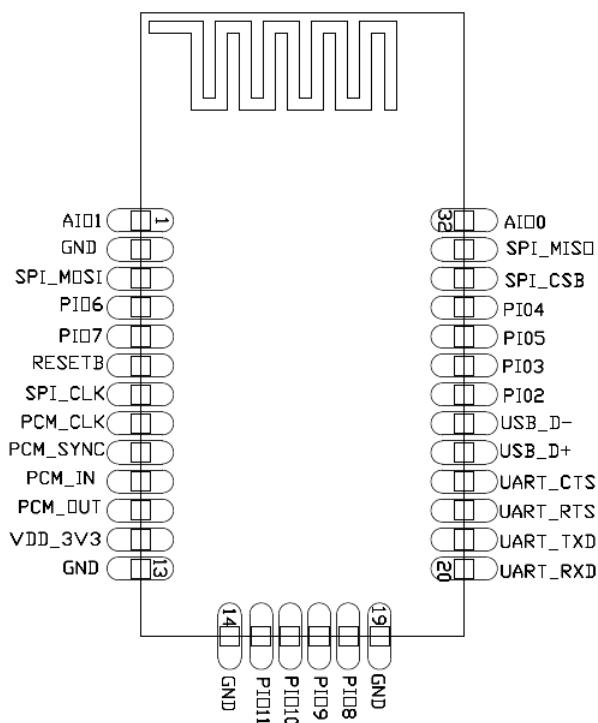 AIO1 1 32 AIO0
GND SPI_MISO
SPI_MOSI SPI_CSB
PIO6 PIO4
PIO7 PIO5
RESETB PIO3
SPI_CLK PIO2
PCM_CLK USB_D-
PCM_SYNC USB_D+
PCM_IN UART_CTS
PCM_OUT UART_RTS
VDD_3V3 UART_TXD
GND 13 20 UART_RXD
14 19
GND PIO11 PIO10 PIO9 PIO8 GND